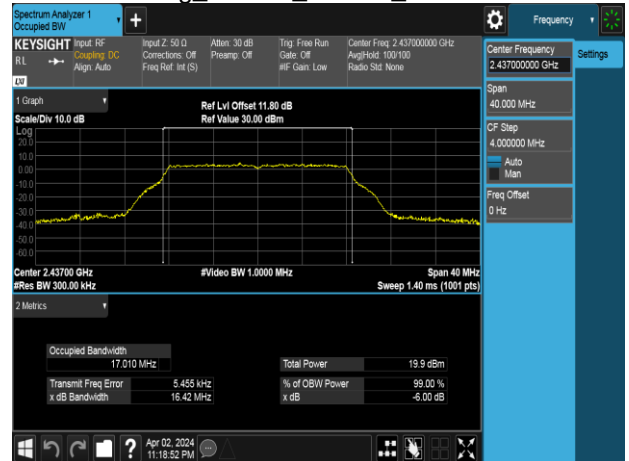 Spectrum Analyzer 1
Occupied BW
Frequency
KEYSIGHT
RL
LXI
Input: RF
Coupling: DC
Align: Auto
Input Z: 50 Ω
Corrections: Off
Freq Ref: Int (S)
Atten: 30 dB
Preamp: Off
Trig: Free Run
Gate: Off
#IF Gain: Low
Center Freq: 2.437000000 GHz
Avg|Hold: 100/100
Radio Std: None
Center Frequency
2.437000000 GHz
Settings
Span
40.000 MHz
CF Step
4.000000 MHz
Auto
Man
Freq Offset
0 Hz
1 Graph
Scale/Div 10.0 dB
Ref Lvl Offset 11.80 dB
Ref Value 30.00 dBm
Log
20.0
10.0
0.00
-10.0
-20.0
-30.0
-40.0
-50.0
-60.0
Center 2.43700 GHz
#Res BW 300.00 kHz
#Video BW 1.0000 MHz
Span 40 MHz
Sweep 1.40 ms (1001 pts)
2 Metrics
Occupied Bandwidth
17.010 MHz
Total Power 19.9 dBm
Transmit Freq Error 5.455 kHz
% of OBW Power 99.00 %
x dB Bandwidth 16.42 MHz
x dB -6.00 dB
Apr 02, 2024
11:18:52 PM